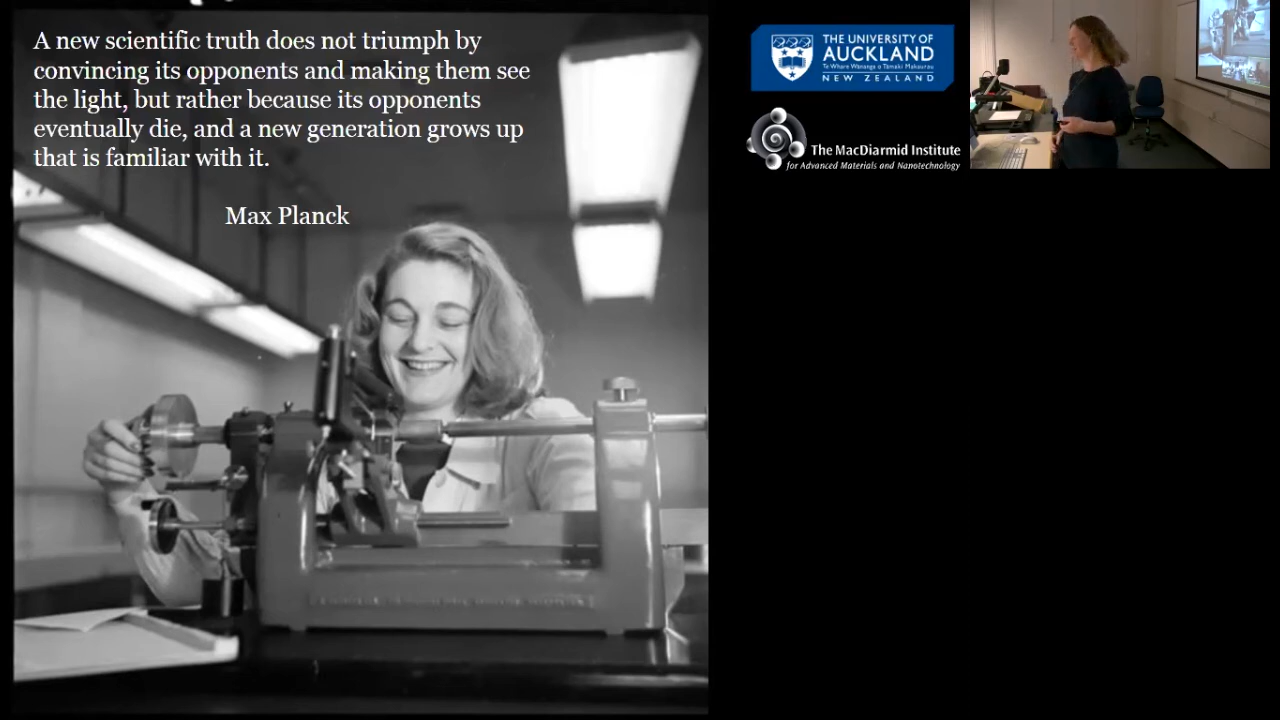 A new scientific truth does not triumph by
convincing its opponents and making them see
the light, but rather because its opponents
eventually die, and a new generation grows up
that is familiar with it.
Max Planck
THE UNIVERSITY OF
AUCKLAND
Te Whare Wānanga o Tāmaki Makaurau
NEW ZEALAND
The MacDiarmid Institute
for Advanced Materials and Nanotechnology